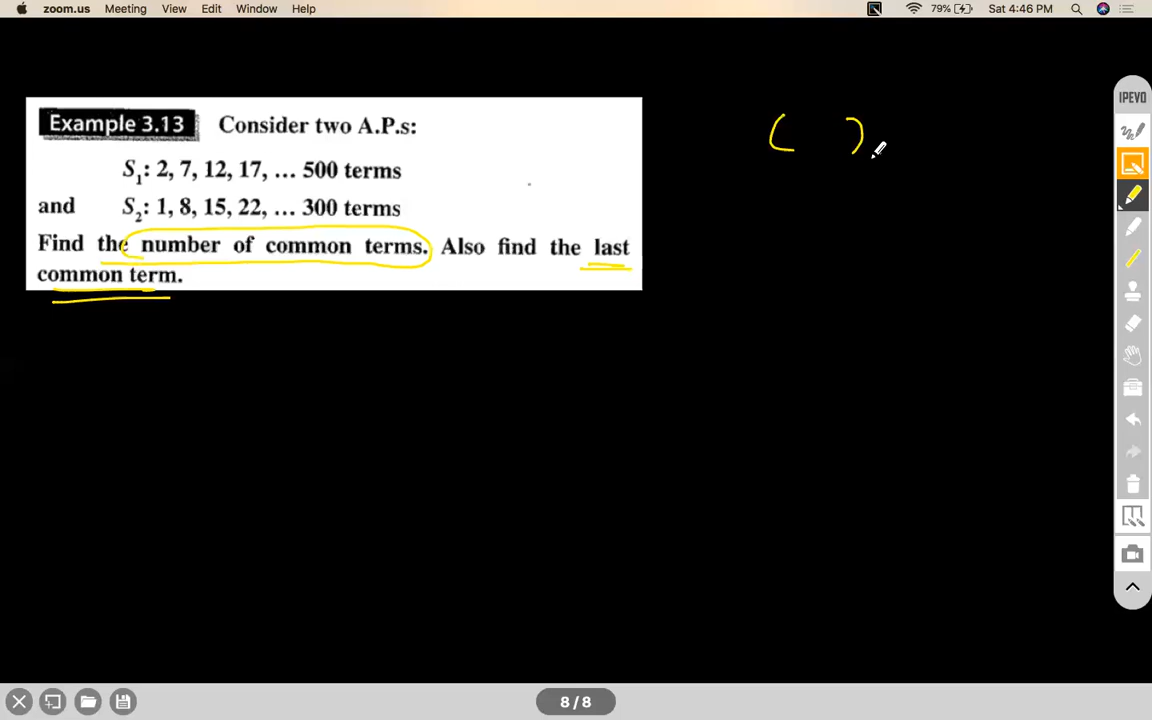 zoom.us Meeting View Edit Window Help 79% Sat 4:46 PM
IPEVO
Example 3.13 Consider two A.P.s:
S₁: 2, 7, 12, 17, ... 500 terms
and S₂: 1, 8, 15, 22, ... 300 terms
Find the number of common terms. Also find the last
common term.
( )
8 / 8